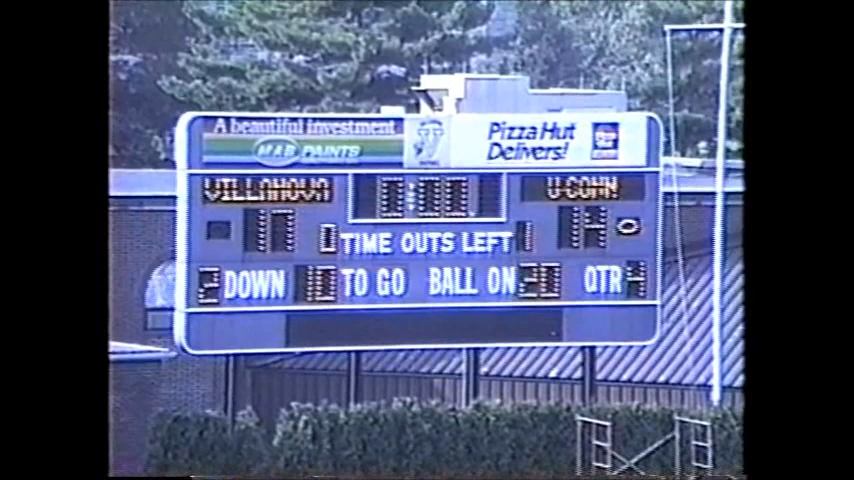 A beautiful investment
M.A.B PAINTS
Pizza Hut
Delivers!
VILLANOVA 0:00 U-CONN
17 0 TIME OUTS LEFT 1 14
2 DOWN 10 TO GO BALL ON 20 QTR 4